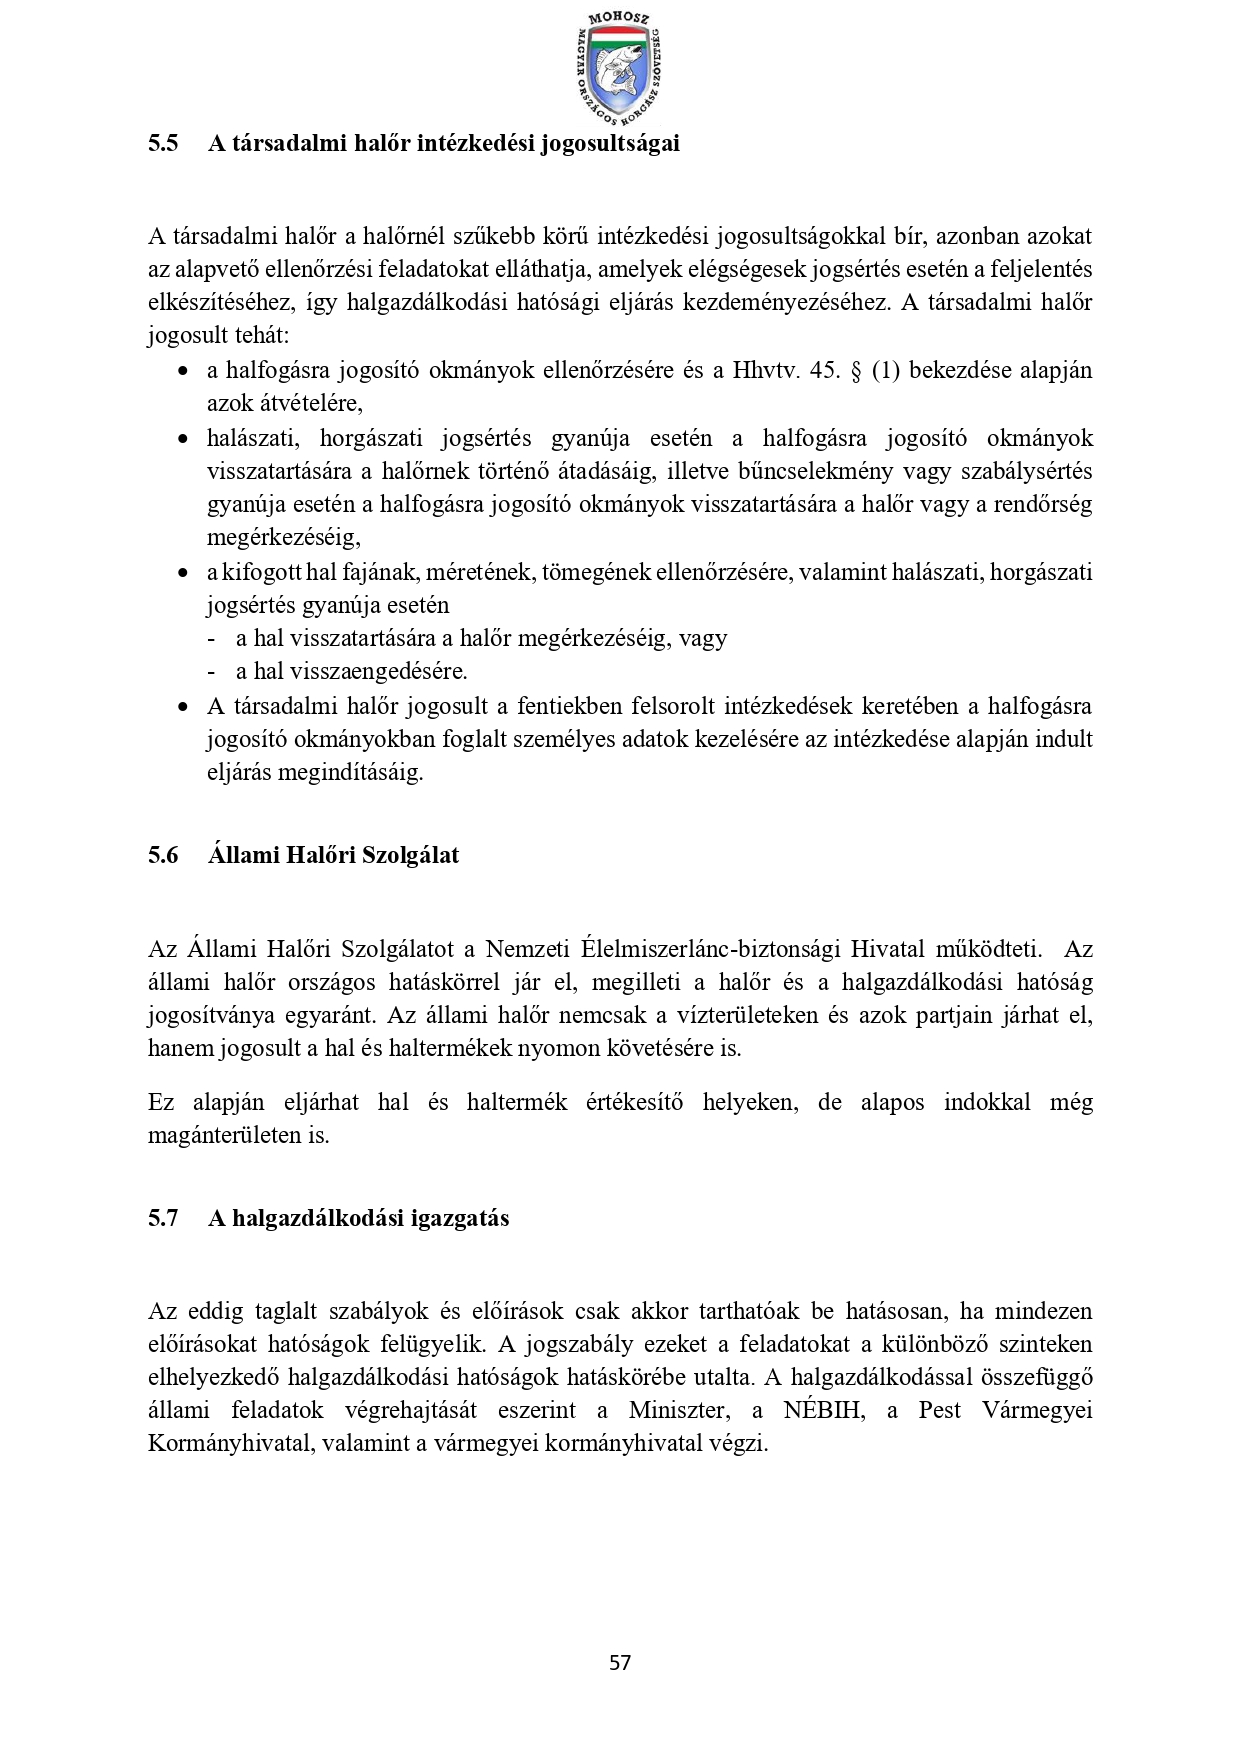 MOHOSZ
MAGYAR ORSZÁGOS HORGÁSZ SZÖVETSÉG
5.5 A társadalmi halőr intézkedési jogosultságai
A társadalmi halőr a halőrnél szűkebb körű intézkedési jogosultságokkal bír, azonban azokat
az alapvető ellenőrzési feladatokat elláthatja, amelyek elégségesek jogsértés esetén a feljelentés
elkészítéséhez, így halgazdálkodási hatósági eljárás kezdeményezéséhez. A társadalmi halőr
jogosult tehát:
• a halfogásra jogosító okmányok ellenőrzésére és a Hhvtv. 45. § (1) bekezdése alapján
azok átvételére,
• halászati, horgászati jogsértés gyanúja esetén a halfogásra jogosító okmányok
visszatartására a halőrnek történő átadásáig, illetve bűncselekmény vagy szabálysértés
gyanúja esetén a halfogásra jogosító okmányok visszatartására a halőr vagy a rendőrség
megérkezéséig,
• a kifogott hal fajának, méretének, tömegének ellenőrzésére, valamint halászati, horgászati
jogsértés gyanúja esetén
- a hal visszatartására a halőr megérkezéséig, vagy
- a hal visszaengedésére.
• A társadalmi halőr jogosult a fentiekben felsorolt intézkedések keretében a halfogásra
jogosító okmányokban foglalt személyes adatok kezelésére az intézkedése alapján indult
eljárás megindításáig.
5.6 Állami Halőri Szolgálat
Az Állami Halőri Szolgálatot a Nemzeti Élelmiszerlánc-biztonsági Hivatal működteti. Az
állami halőr országos hatáskörrel jár el, megilleti a halőr és a halgazdálkodási hatóság
jogosítványa egyaránt. Az állami halőr nemcsak a vízterületeken és azok partjain járhat el,
hanem jogosult a hal és haltermékek nyomon követésére is.
Ez alapján eljárhat hal és haltermék értékesítő helyeken, de alapos indokkal még
magánterületen is.
5.7 A halgazdálkodási igazgatás
Az eddig taglalt szabályok és előírások csak akkor tarthatóak be hatásosan, ha mindezen
előírásokat hatóságok felügyelik. A jogszabály ezeket a feladatokat a különböző szinteken
elhelyezkedő halgazdálkodási hatóságok hatáskörébe utalta. A halgazdálkodással összefüggő
állami feladatok végrehajtását eszerint a Miniszter, a NÉBIH, a Pest Vármegyei
Kormányhivatal, valamint a vármegyei kormányhivatal végzi.
57